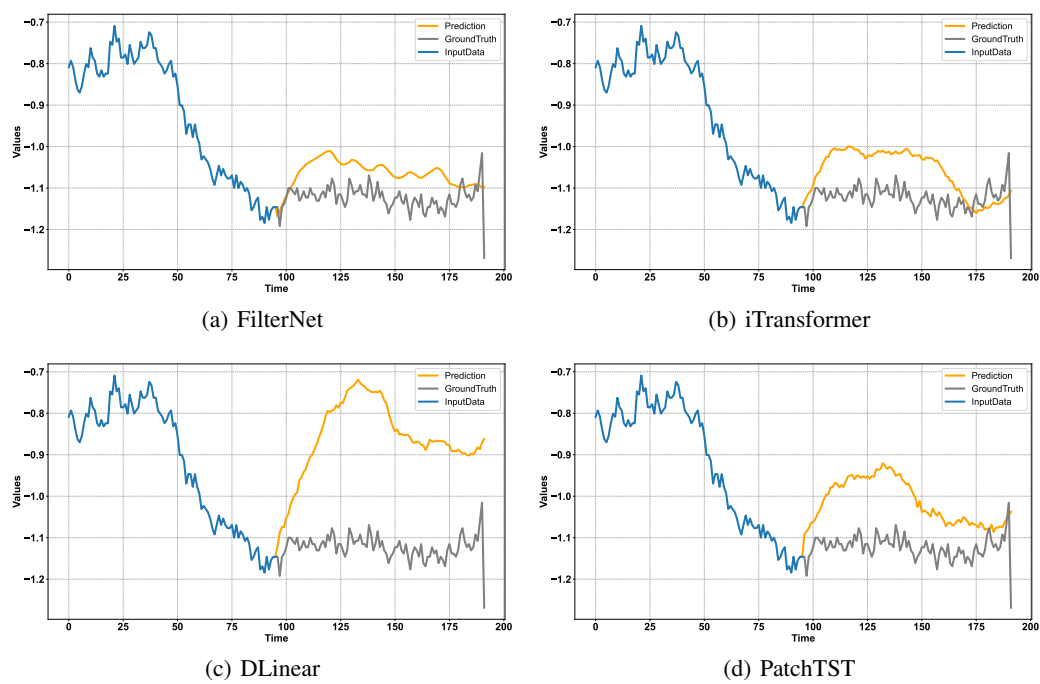 −0.7
−0.8
−0.9
−1.0
−1.1
−1.2
Values
0
25
50
75
100
125
150
175
200
Time
Prediction
GroundTruth
InputData
(a) FilterNet
−0.7
−0.8
−0.9
−1.0
−1.1
−1.2
Values
0
25
50
75
100
125
150
175
200
Time
Prediction
GroundTruth
InputData
(b) iTransformer
−0.7
−0.8
−0.9
−1.0
−1.1
−1.2
Values
0
25
50
75
100
125
150
175
200
Time
Prediction
GroundTruth
InputData
(c) DLinear
−0.7
−0.8
−0.9
−1.0
−1.1
−1.2
Values
0
25
50
75
100
125
150
175
200
Time
Prediction
GroundTruth
InputData
(d) PatchTST